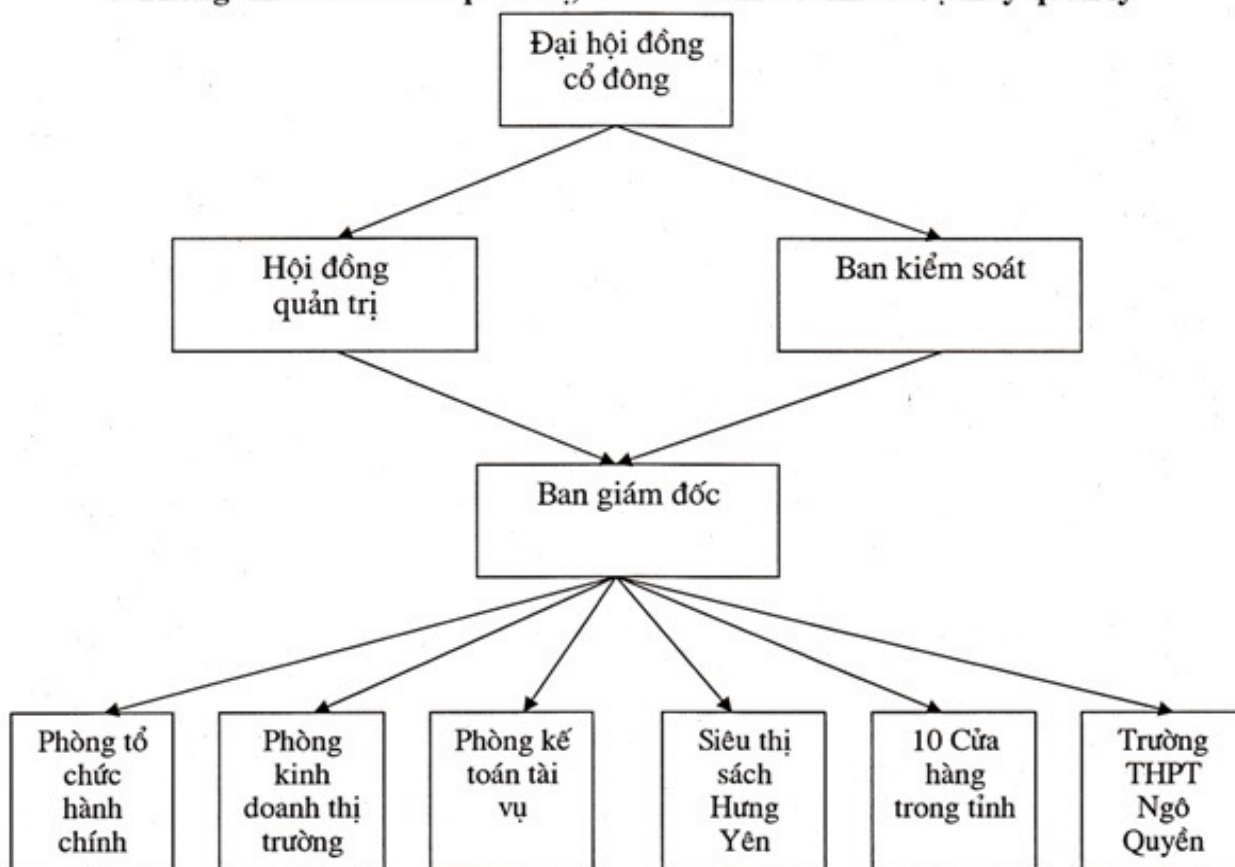 Đại hội đồng
cổ đông
Hội đồng
quản trị
Ban kiểm soát
Ban giám đốc
Phòng tổ
chức
hành
chính
Phòng
kinh
doanh thị
trường
Phòng kế
toán tài
vụ
Siêu thị
sách
Hưng
Yên
10 Cửa
hàng
trong tỉnh
Trường
THPT
Ngô
Quyền